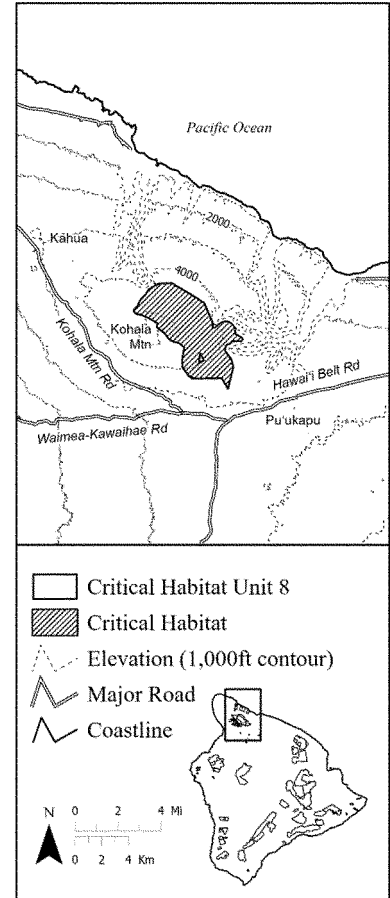 Pacific Ocean
2000
Kāhua
4000
Kohala
Mtn
Kohala Mtn Rd
Hawai'i Belt Rd
Pu'ukapu
Waimea-Kawaihae Rd
Critical Habitat Unit 8
Critical Habitat
Elevation (1,000ft contour)
Major Road
Coastline
N
0 2 4 Mi
0 2 4 Km